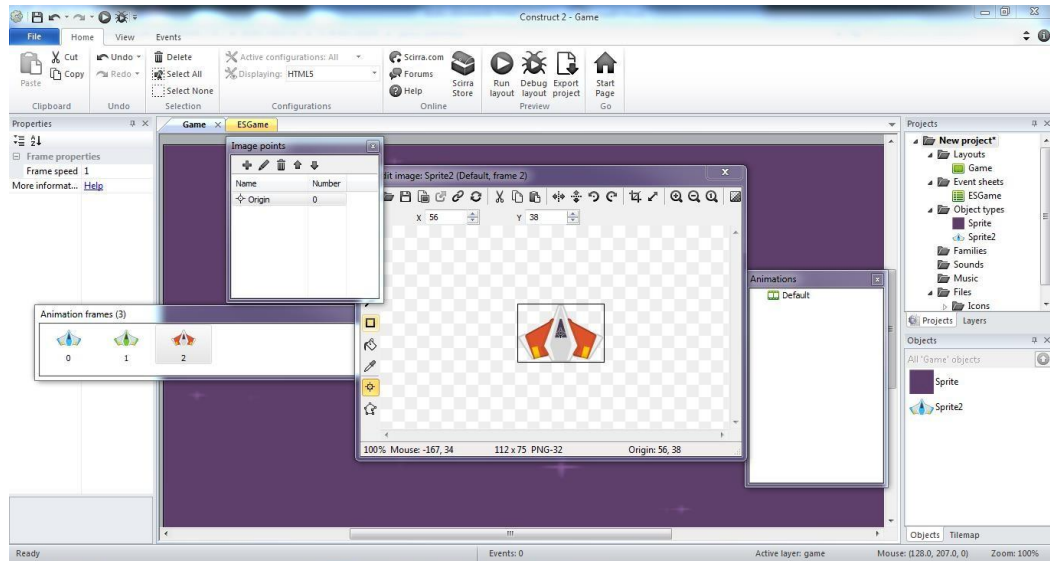 Construct 2 - Game
File Home View Events
Paste Cut Copy Undo Redo Delete Select All Select None
Active configurations: All
Displaying: HTML5
Scirra.com Forums Help Scirra Store
Run layout Debug layout Export project Start Page
Clipboard Undo Selection Configurations Online Preview Go
Properties
Game ESGame
Projects
Frame properties
Frame speed 1
More informat... Help
Image points
Name Number
Origin 0
dit image: Sprite2 (Default, frame 2)
X 56 Y 38
Animation frames (3)
0 1 2
100% Mouse: -167, 34 112 x 75 PNG-32 Origin: 56, 38
Animations
Default
New project*
Layouts
Game
Event sheets
ESGame
Object types
Sprite
Sprite2
Families
Sounds
Music
Files
Icons
Projects Layers
Objects
All 'Game' objects
Sprite
Sprite2
Objects Tilemap
Ready Events: 0 Active layer: game Mouse: (128.0, 207.0, 0) Zoom: 100%